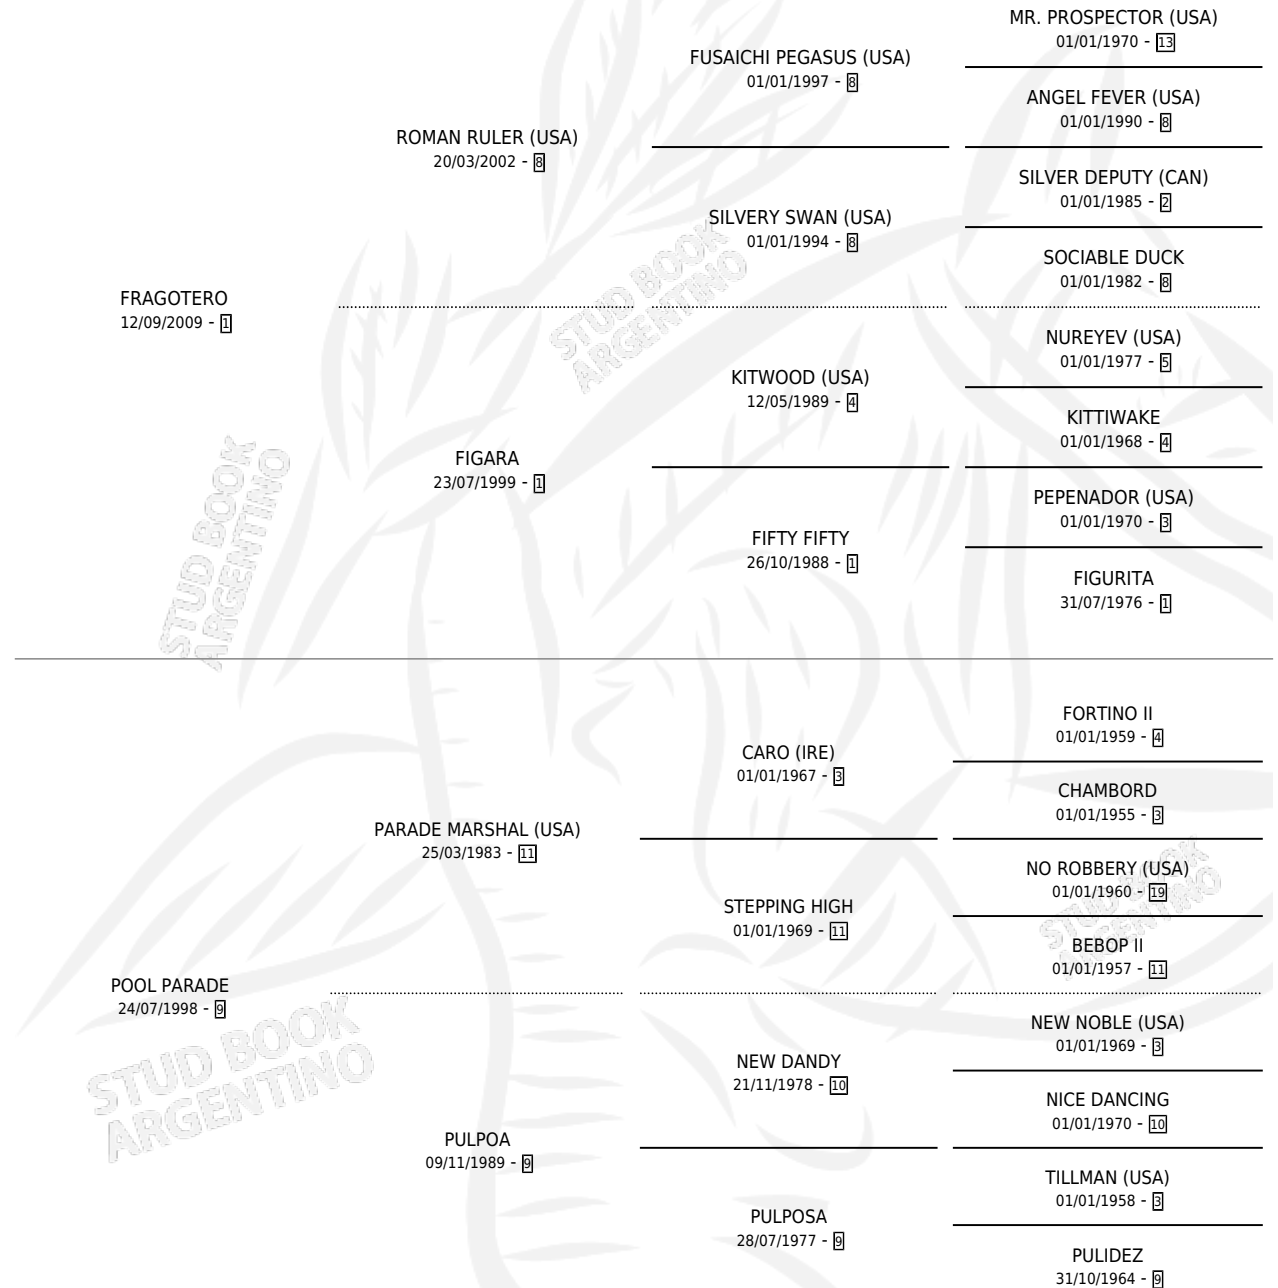 MR. PROSPECTOR (USA)
01/01/1970 - 13
FUSAICHI PEGASUS (USA)
01/01/1997 - 8
ANGEL FEVER (USA)
01/01/1990 - 8
ROMAN RULER (USA)
20/03/2002 - 8
SILVER DEPUTY (CAN)
01/01/1985 - 2
SILVERY SWAN (USA)
01/01/1994 - 8
SOCIABLE DUCK
01/01/1982 - 8
FRAGOTERO
12/09/2009 - 1
NUREYEV (USA)
01/01/1977 - 5
KITWOOD (USA)
12/05/1989 - 4
KITTIWAKE
01/01/1968 - 4
FIGARA
23/07/1999 - 1
PEPENADOR (USA)
01/01/1970 - 3
FIFTY FIFTY
26/10/1988 - 1
FIGURITA
31/07/1976 - 1
FORTINO II
01/01/1959 - 4
CARO (IRE)
01/01/1967 - 3
CHAMBORD
01/01/1955 - 3
PARADE MARSHAL (USA)
25/03/1983 - 11
NO ROBBERY (USA)
01/01/1960 - 19
STEPPING HIGH
01/01/1969 - 11
BEBOP II
01/01/1957 - 11
POOL PARADE
24/07/1998 - 9
NEW NOBLE (USA)
01/01/1969 - 3
NEW DANDY
21/11/1978 - 10
NICE DANCING
01/01/1970 - 10
PULPOA
09/11/1989 - 9
TILLMAN (USA)
01/01/1958 - 3
PULPOSA
28/07/1977 - 9
PULIDEZ
31/10/1964 - 9
STUD BOOK
ARGENTINO
STUD BOOK
ARGENTINO
STUD BOOK
ARGENTINO
STUD BOOK
ARGENTINO